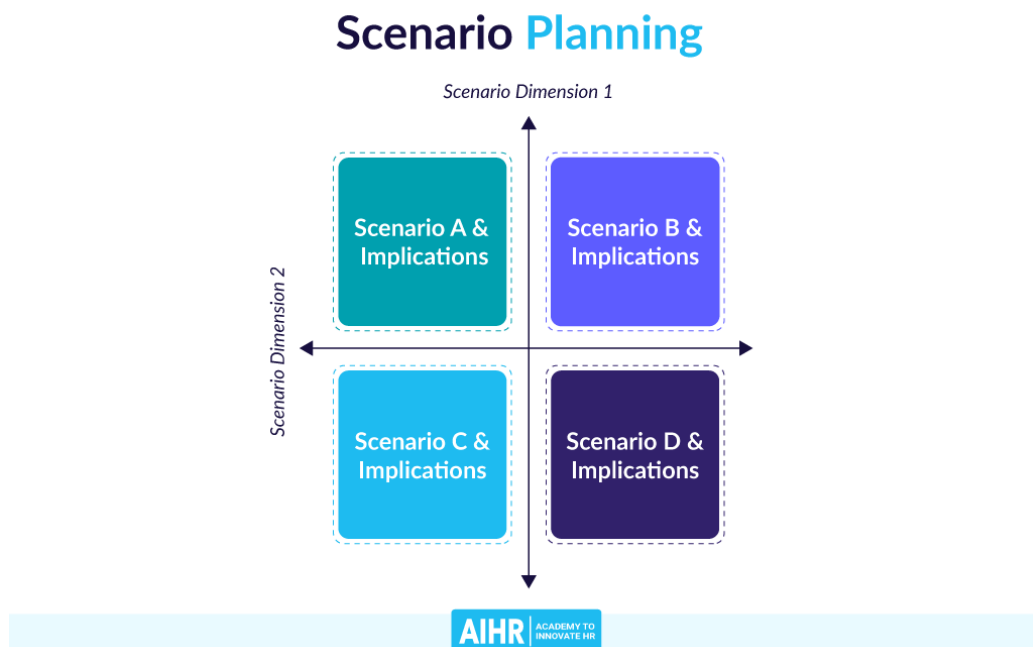 Scenario Planning
Scenario Dimension 1
Scenario A &
Implications
Scenario B &
Implications
Scenario Dimension 2
Scenario C &
Implications
Scenario D &
Implications
AIHR
ACADEMY TO
INNOVATE HR